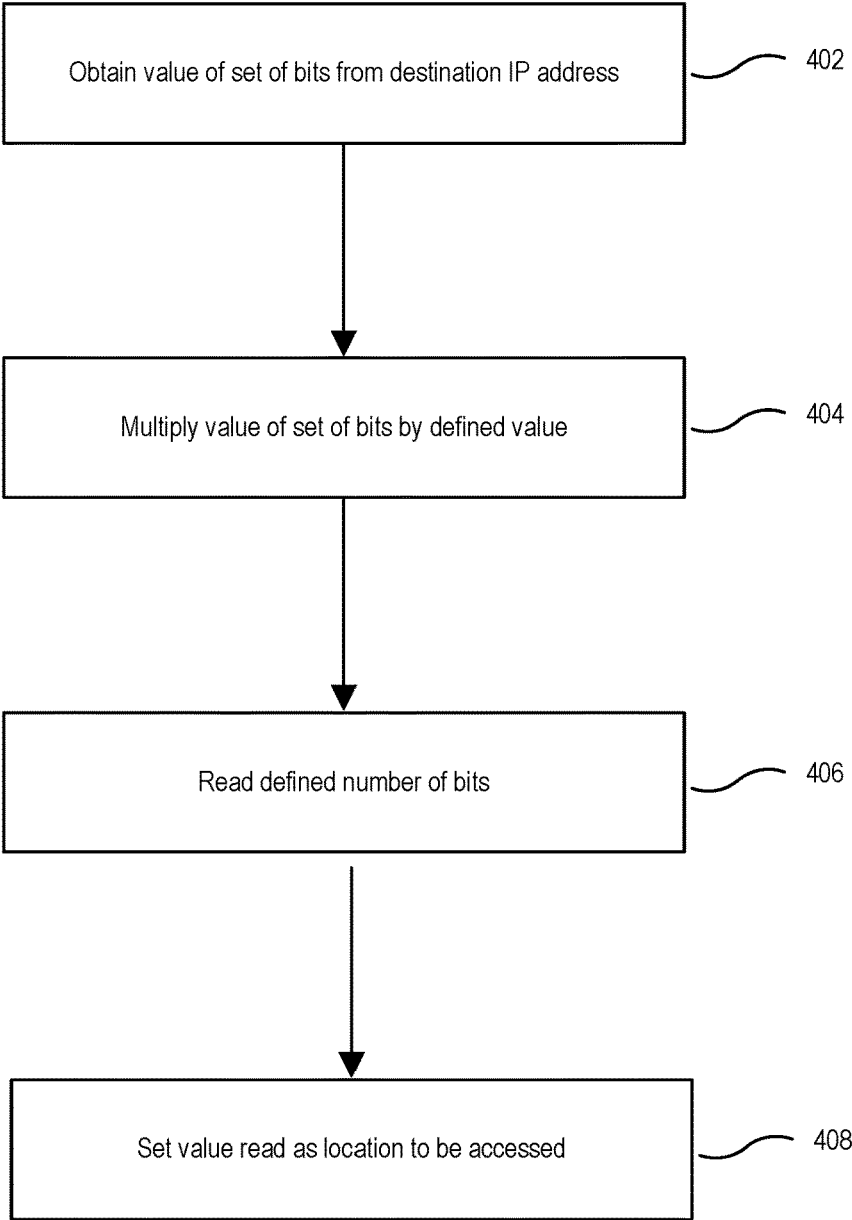 Obtain value of set of bits from destination IP address
402
Multiply value of set of bits by defined value
404
Read defined number of bits
406
Set value read as location to be accessed
408